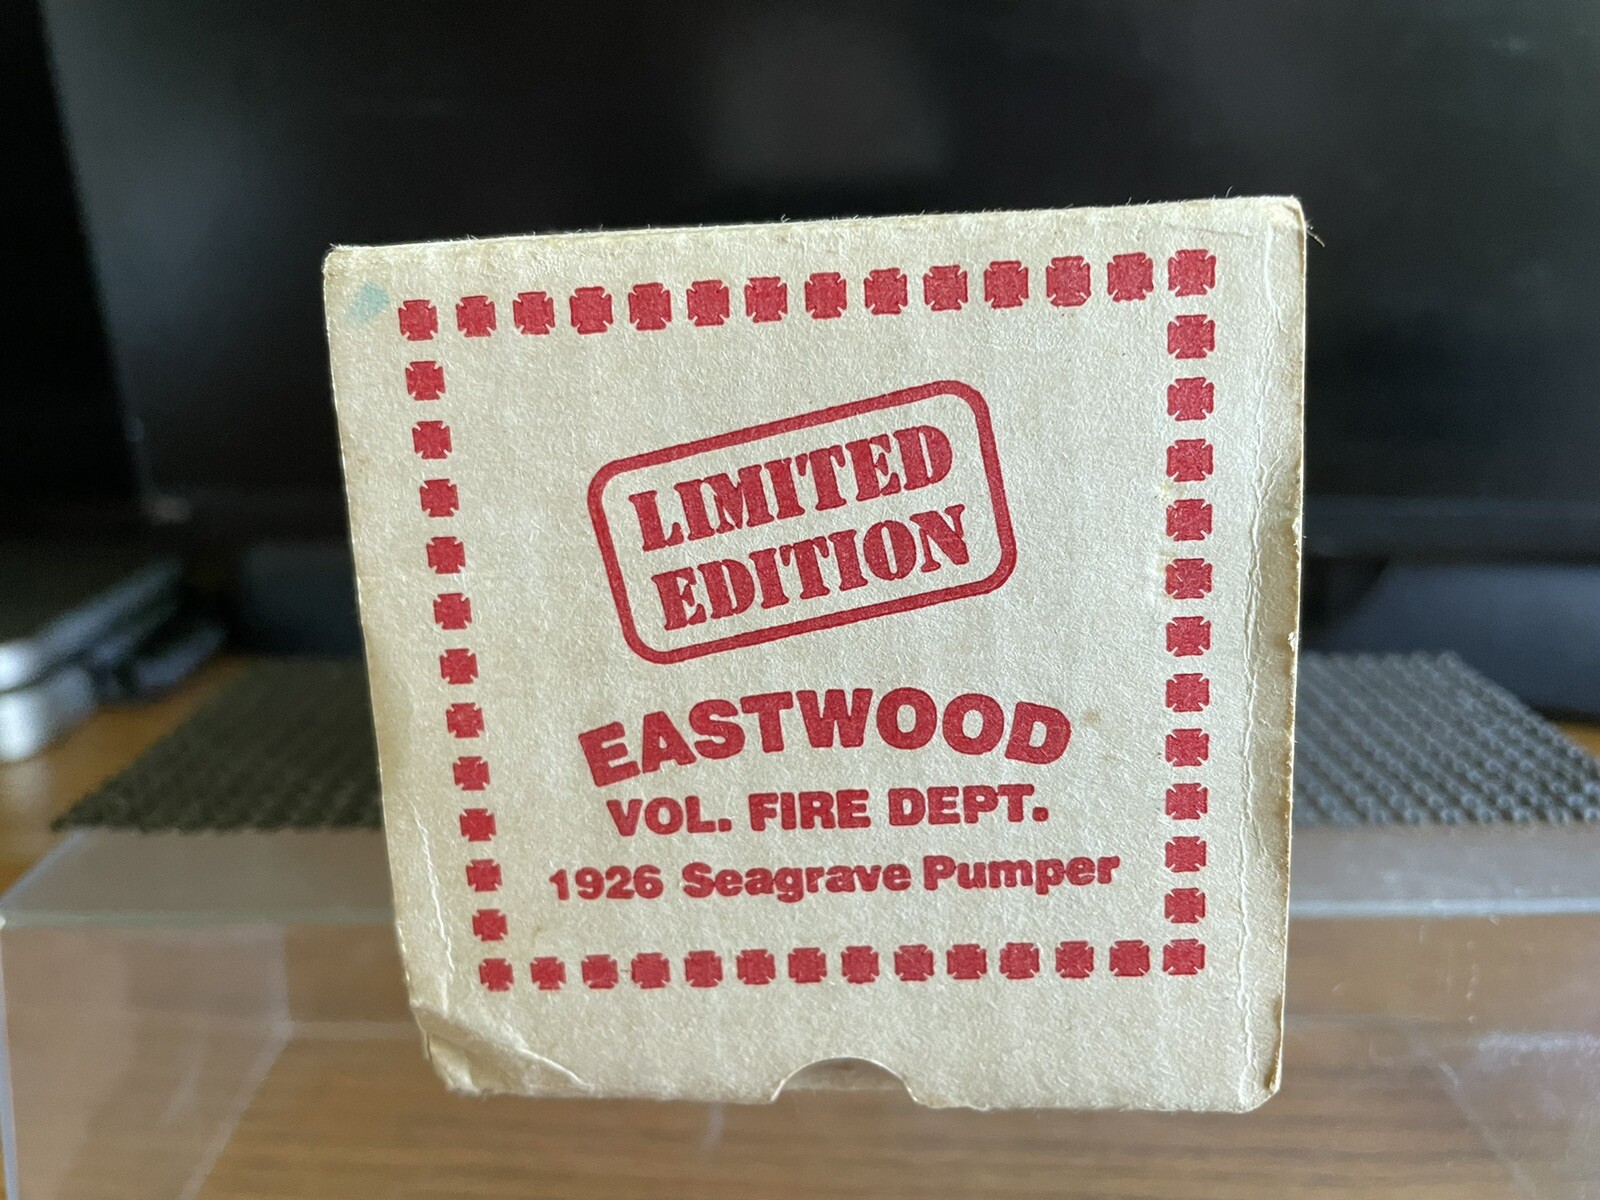 LIMITED
EDITION
EASTWOOD
VOL. FIRE DEPT.
1926 Seagrave Pumper